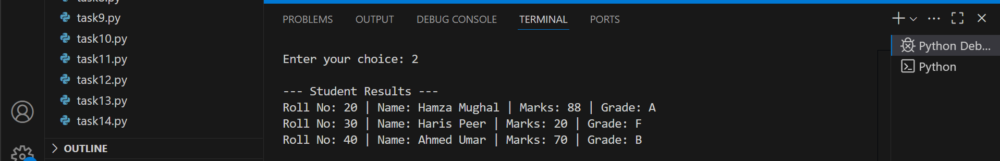 task9.py
task10.py
task11.py
task12.py
task13.py
task14.py
OUTLINE
PROBLEMS OUTPUT DEBUG CONSOLE TERMINAL PORTS
Enter your choice: 2
--- Student Results ---
Roll No: 20 | Name: Hamza Mughal | Marks: 88 | Grade: A
Roll No: 30 | Name: Haris Peer | Marks: 20 | Grade: F
Roll No: 40 | Name: Ahmed Umar | Marks: 70 | Grade: B
Python Deb...
Python